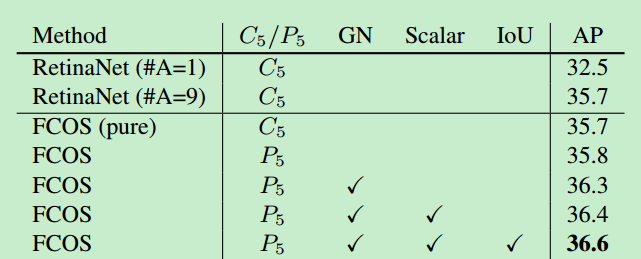 Method C₅/P₅ GN Scalar IoU AP
RetinaNet (#A=1) C₅ 32.5
RetinaNet (#A=9) C₅ 35.7
FCOS (pure) C₅ 35.7
FCOS P₅ 35.8
FCOS P₅ ✓ 36.3
FCOS P₅ ✓ ✓ 36.4
FCOS P₅ ✓ ✓ ✓ 36.6